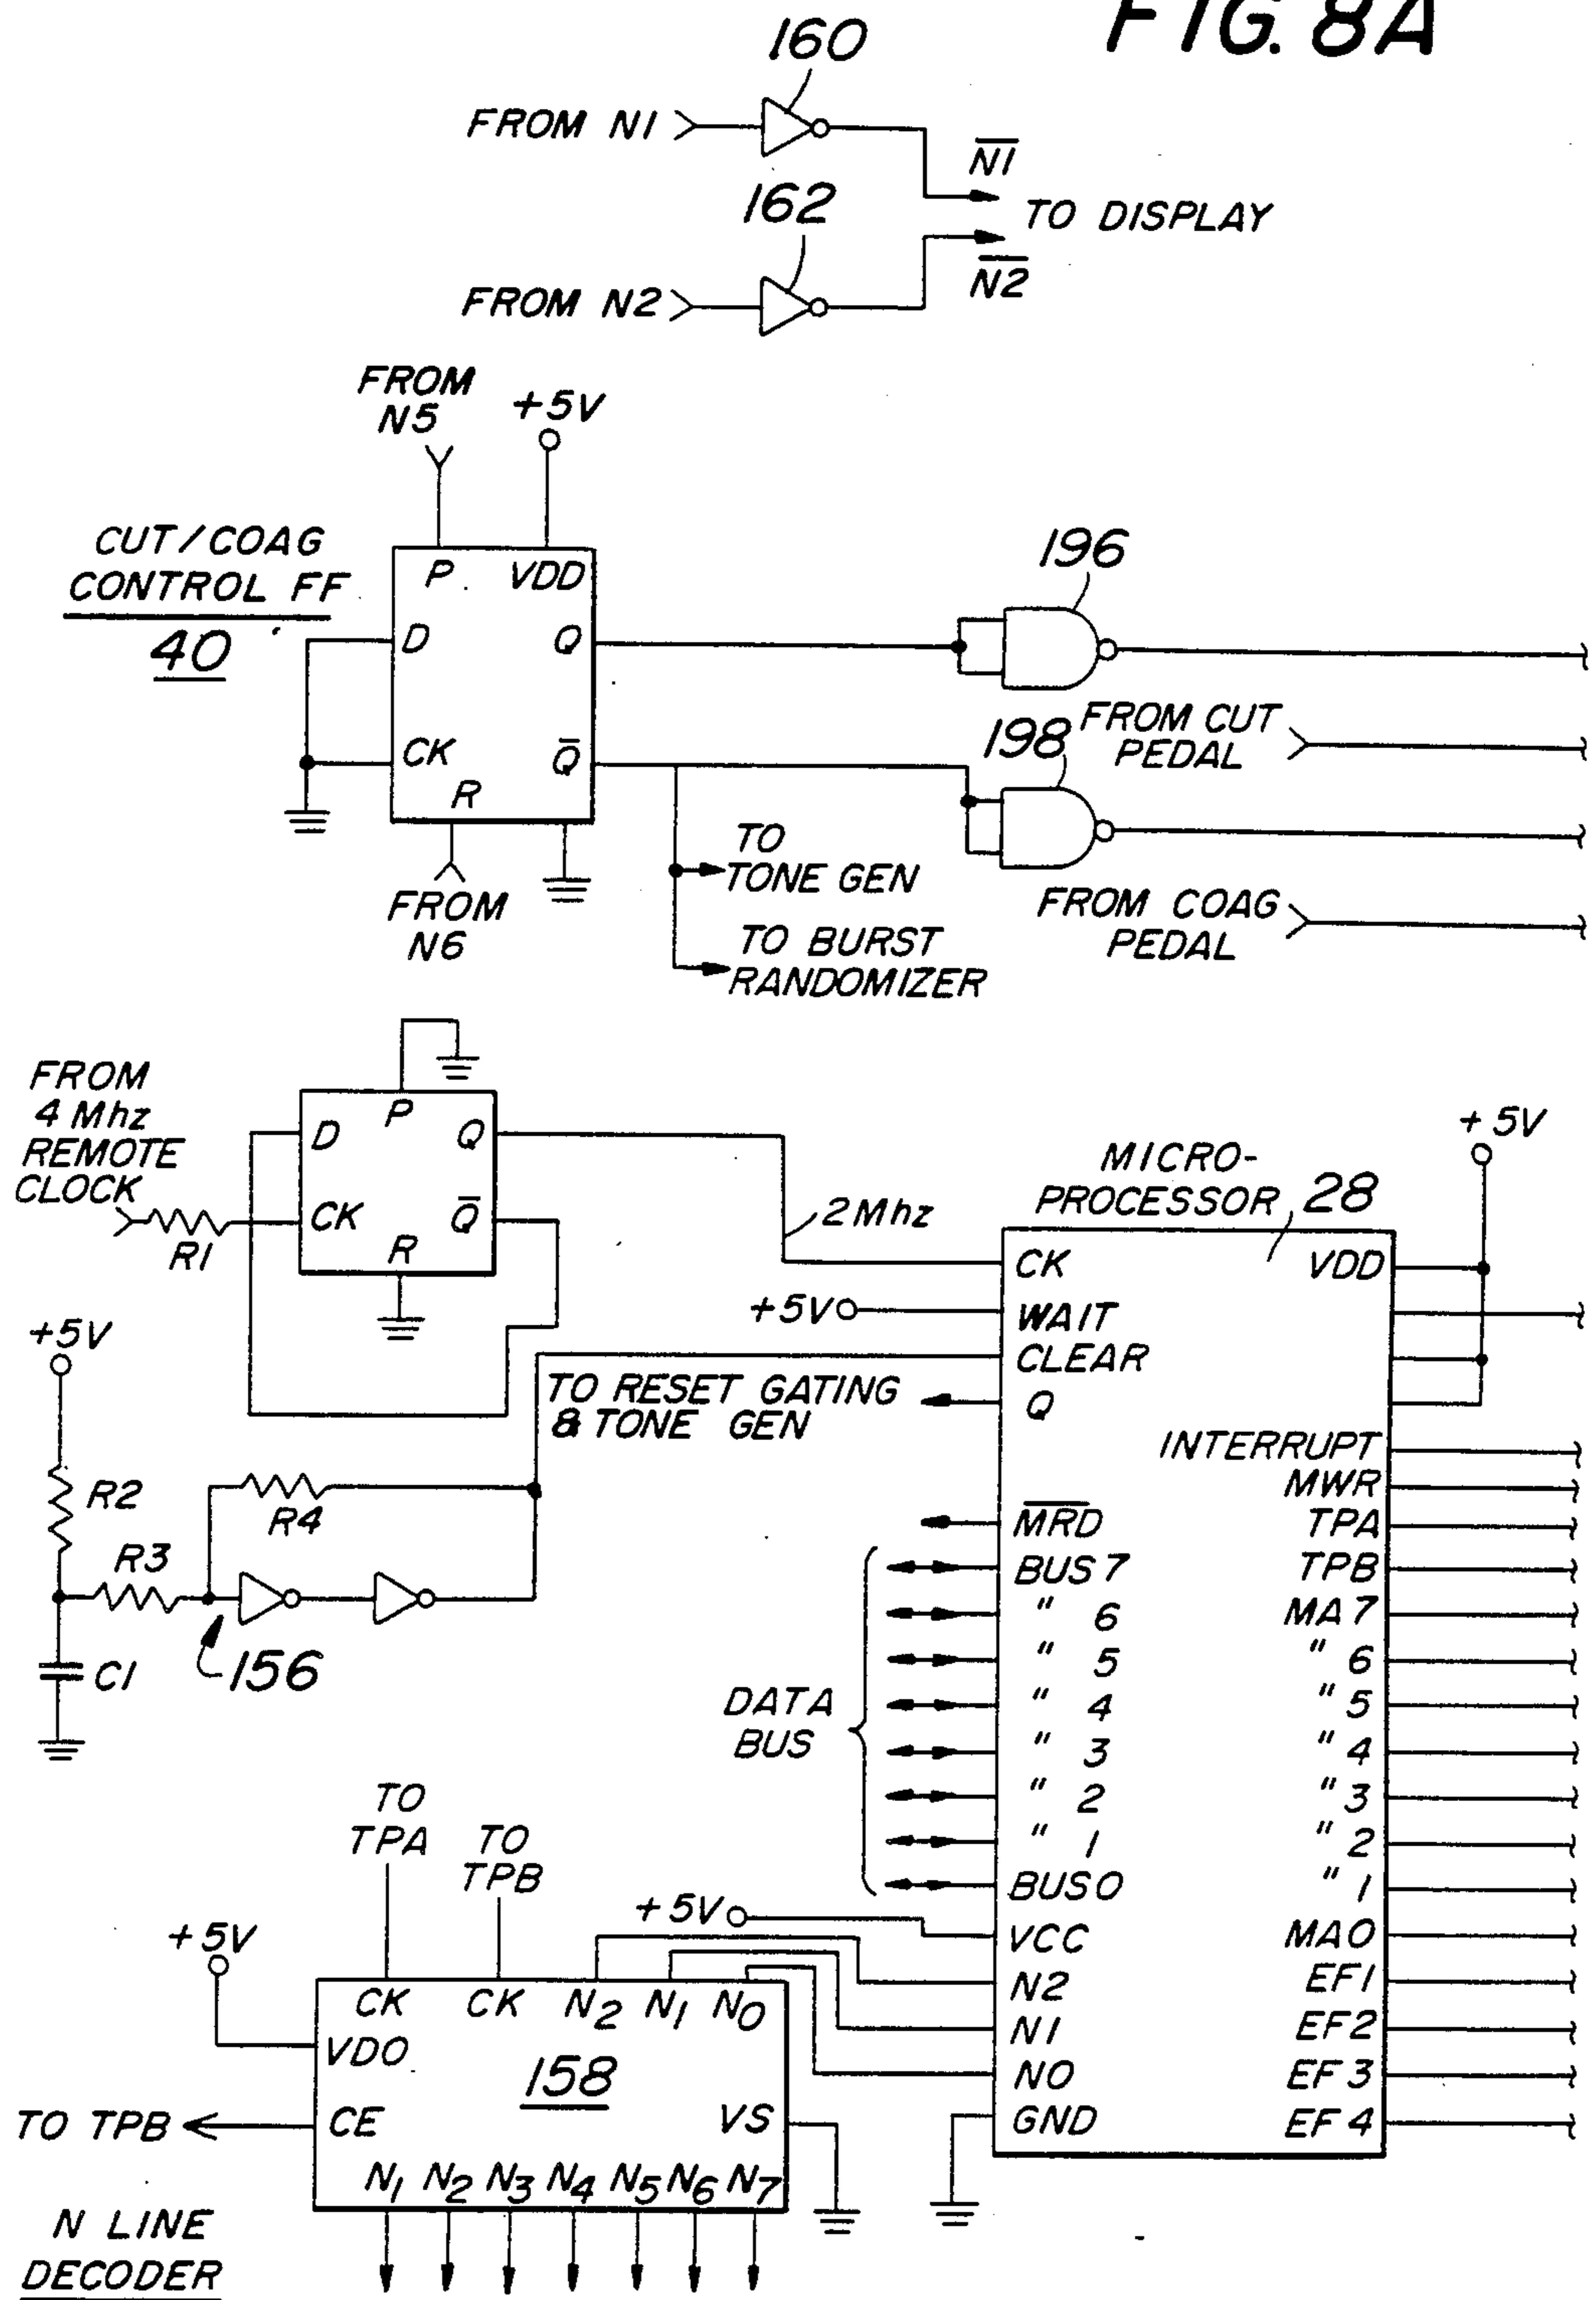 FIG. 8A
160
FROM N1
N1
162
TO DISPLAY
N2
FROM N2
FROM
N5
+5V
CUT/COAG
CONTROL FF
40
P VDD
D Q
CK Q
R
FROM
N6
196
198
FROM CUT
PEDAL
TO
TONE GEN
FROM COAG
PEDAL
TO BURST
RANDOMIZER
FROM
4 Mhz
REMOTE
CLOCK
R1
P
D Q
CK Q
R
2 Mhz
MICRO-
PROCESSOR 28
+5V
CK VDD
+5V
WAIT
CLEAR
TO RESET GATING
& TONE GEN
Q
INTERRUPT
MWR
MRD TPA
BUS 7 TPB
" 6 MA7
" 5 " 6
" 4 " 5
" 3 " 4
" 2 " 3
" 1 " 2
BUS 0 " 1
VCC MA0
N2 EF1
N1 EF2
N0 EF3
GND EF4
DATA
BUS
+5V
+5V
R2
R4
R3
C1
156
TO
TPA
TO
TPB
+5V
CK CK N2 N1 N0
VDO
158
TO TPB
CE VS
N1 N2 N3 N4 N5 N6 N7
N LINE
DECODER